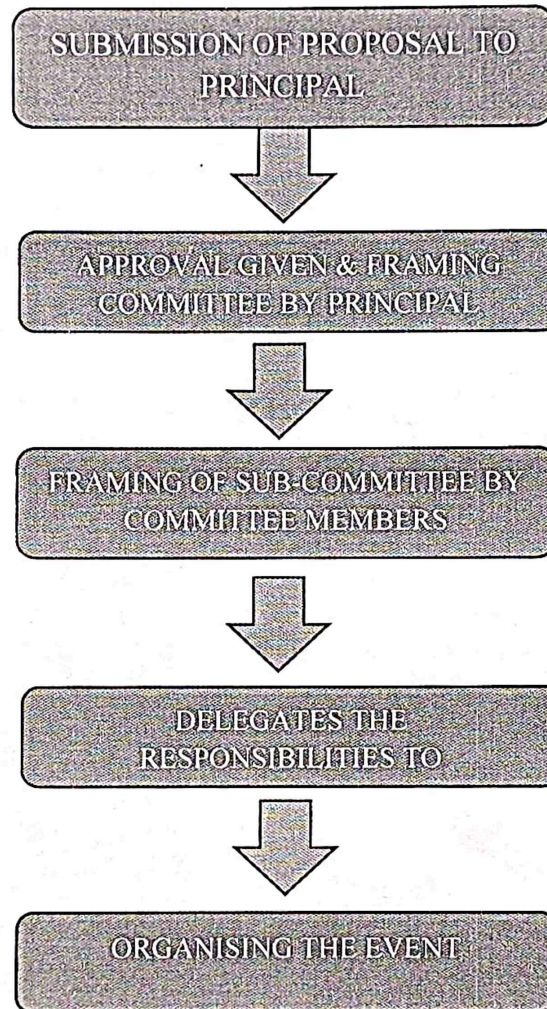 SUBMISSION OF PROPOSAL TO
PRINCIPAL
APPROVAL GIVEN & FRAMING
COMMITTEE BY PRINCIPAL
FRAMING OF SUB-COMMITTEE BY
COMMITTEE MEMBERS
DELEGATES THE
RESPONSIBILITIES TO
ORGANISING THE EVENT